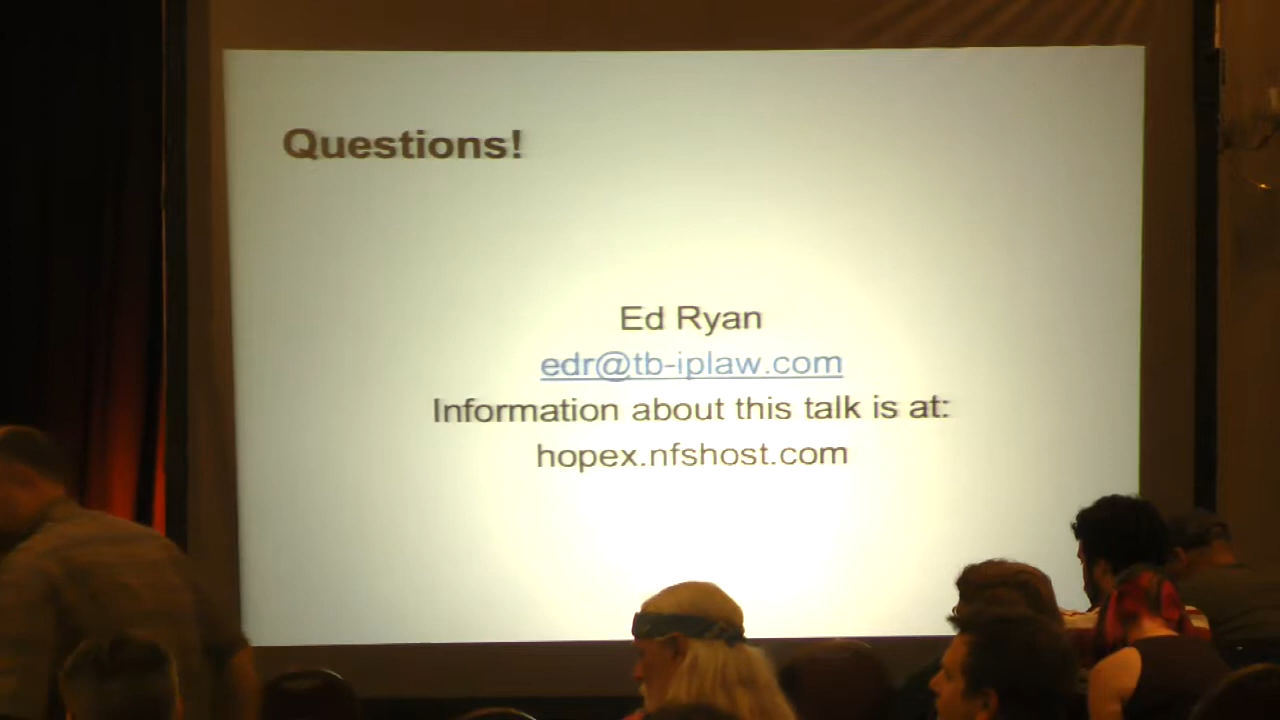 Questions!
Ed Ryan
edr@tb-iplaw.com
Information about this talk is at:
hopex.nfshost.com